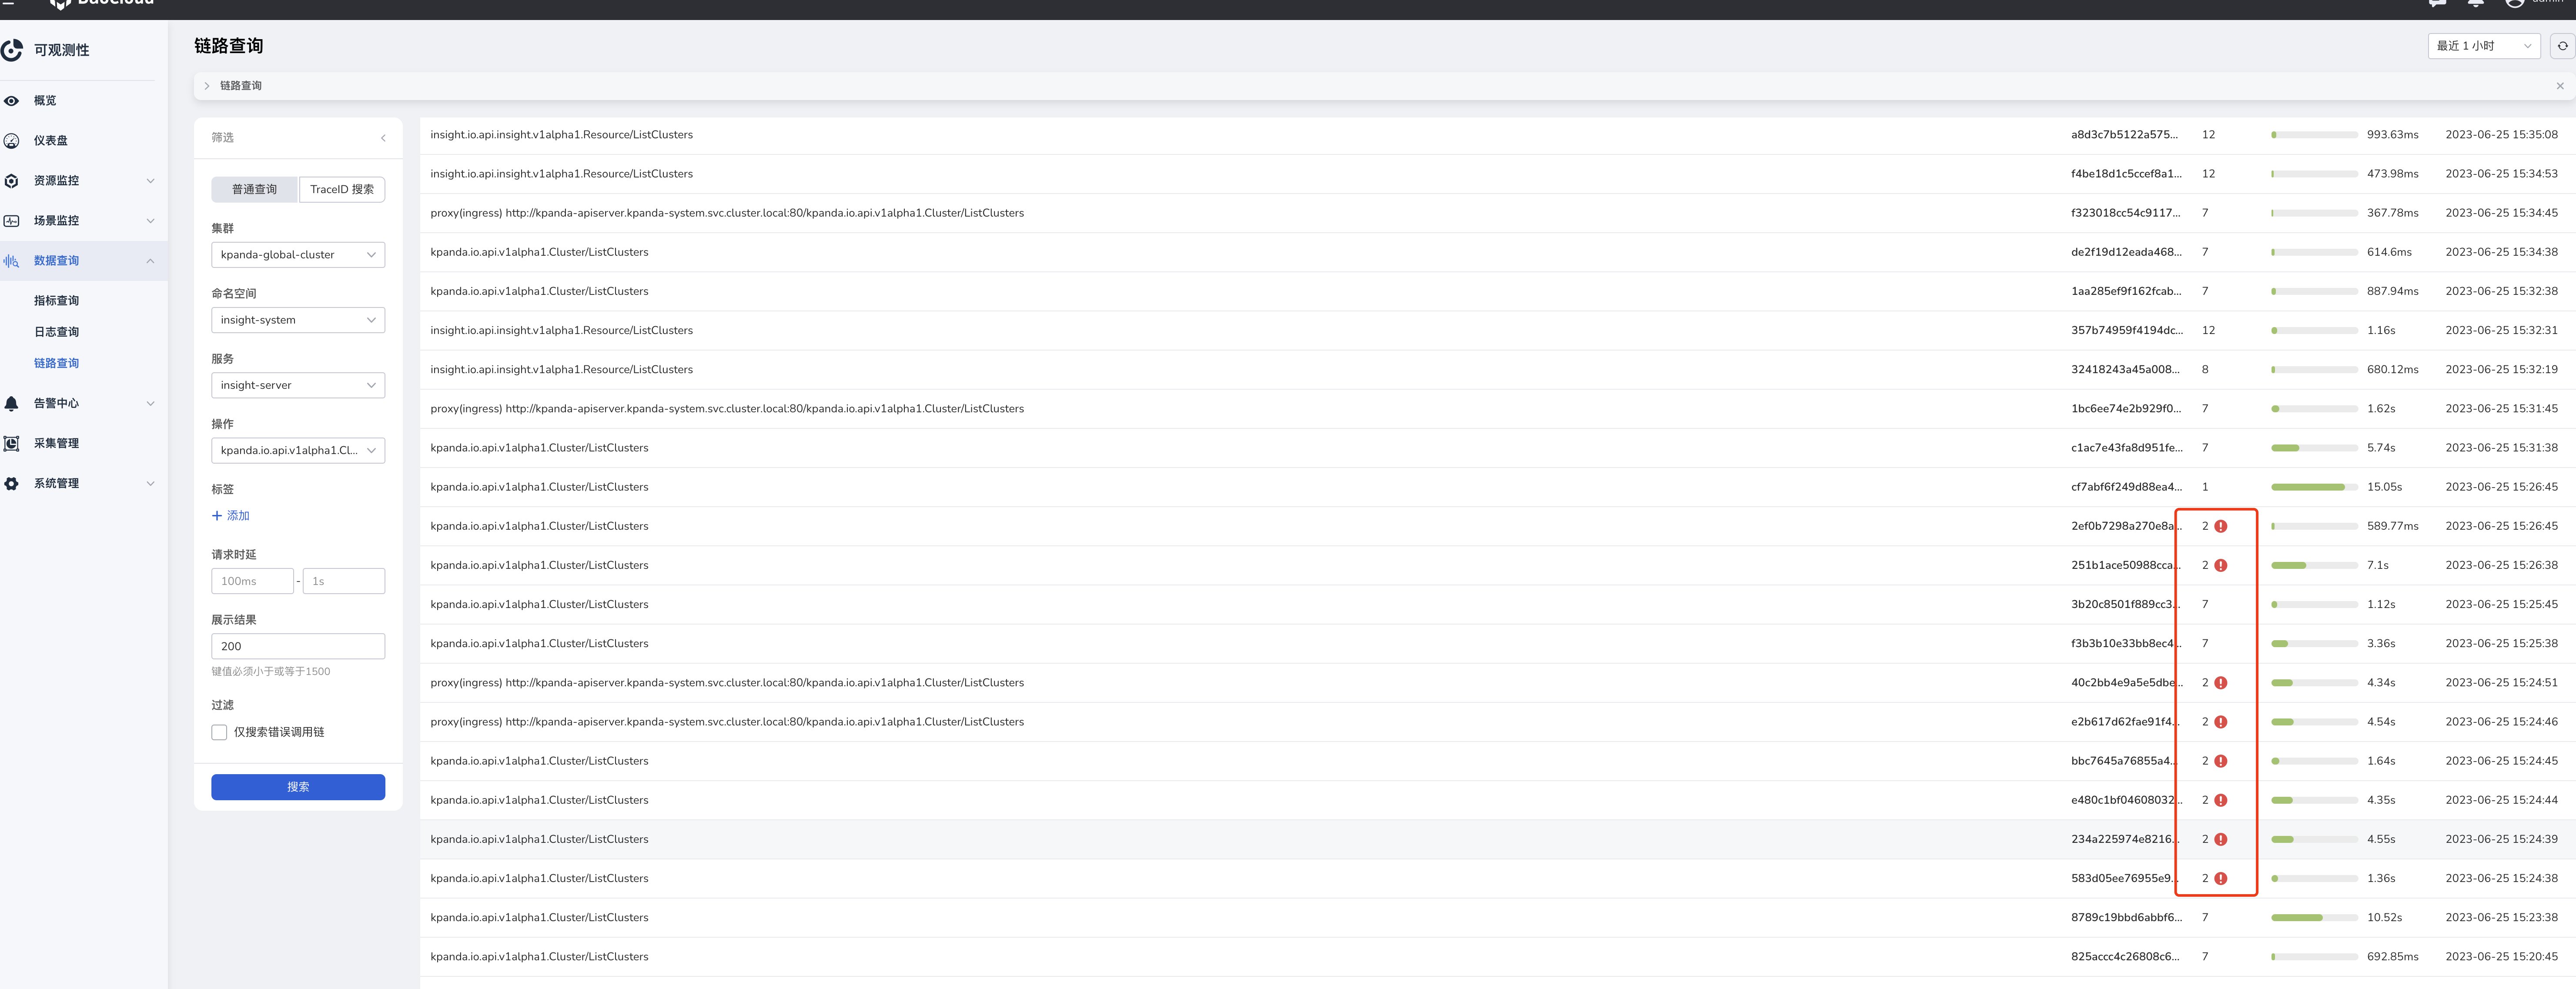 DaoCloud
admin
可观测性
概览
仪表盘
资源监控
场景监控
数据查询
指标查询
日志查询
链路查询
告警中心
采集管理
系统管理
链路查询
最近 1 小时
链路查询
筛选
普通查询
TraceID 搜索
集群
kpanda-global-cluster
命名空间
insight-system
服务
insight-server
操作
kpanda.io.api.v1alpha1.Cl...
标签
+ 添加
请求时延
100ms - 1s
展示结果
200
键值必须小于或等于1500
过滤
仅搜索错误调用链
搜索
insight.io.api.insight.v1alpha1.Resource/ListClusters a8d3c7b5122a575... 12 993.63ms 2023-06-25 15:35:08
insight.io.api.insight.v1alpha1.Resource/ListClusters f4be18d1c5ccef8a1... 12 473.98ms 2023-06-25 15:34:53
proxy(ingress) http://kpanda-apiserver.kpanda-system.svc.cluster.local:80/kpanda.io.api.v1alpha1.Cluster/ListClusters f323018cc54c9117... 7 367.78ms 2023-06-25 15:34:45
kpanda.io.api.v1alpha1.Cluster/ListClusters de2f19d12eada468... 7 614.6ms 2023-06-25 15:34:38
kpanda.io.api.v1alpha1.Cluster/ListClusters 1aa285ef9f162fcab... 7 887.94ms 2023-06-25 15:32:38
insight.io.api.insight.v1alpha1.Resource/ListClusters 357b74959f4194dc... 12 1.16s 2023-06-25 15:32:31
insight.io.api.insight.v1alpha1.Resource/ListClusters 32418243a45a008... 8 680.12ms 2023-06-25 15:32:19
proxy(ingress) http://kpanda-apiserver.kpanda-system.svc.cluster.local:80/kpanda.io.api.v1alpha1.Cluster/ListClusters 1bc6ee74e2b929f0... 7 1.62s 2023-06-25 15:31:45
kpanda.io.api.v1alpha1.Cluster/ListClusters c1ac7e43fa8d951fe... 7 5.74s 2023-06-25 15:31:38
kpanda.io.api.v1alpha1.Cluster/ListClusters cf7abf6f249d88ea4... 1 15.05s 2023-06-25 15:26:45
kpanda.io.api.v1alpha1.Cluster/ListClusters 2ef0b7298a270e8a... 2 589.77ms 2023-06-25 15:26:45
kpanda.io.api.v1alpha1.Cluster/ListClusters 251b1ace50988cca... 2 7.1s 2023-06-25 15:26:38
kpanda.io.api.v1alpha1.Cluster/ListClusters 3b20c8501f889cc3... 7 1.12s 2023-06-25 15:25:45
kpanda.io.api.v1alpha1.Cluster/ListClusters f3b3b10e33bb8ec4... 7 3.36s 2023-06-25 15:25:38
proxy(ingress) http://kpanda-apiserver.kpanda-system.svc.cluster.local:80/kpanda.io.api.v1alpha1.Cluster/ListClusters 40c2bb4e9a5e5dbe... 2 4.34s 2023-06-25 15:24:51
proxy(ingress) http://kpanda-apiserver.kpanda-system.svc.cluster.local:80/kpanda.io.api.v1alpha1.Cluster/ListClusters e2b617d62fae91f4... 2 4.54s 2023-06-25 15:24:46
kpanda.io.api.v1alpha1.Cluster/ListClusters bbc7645a76855a4... 2 1.64s 2023-06-25 15:24:45
kpanda.io.api.v1alpha1.Cluster/ListClusters e480c1bf04608032... 2 4.35s 2023-06-25 15:24:44
kpanda.io.api.v1alpha1.Cluster/ListClusters 234a225974e8216... 2 4.55s 2023-06-25 15:24:39
kpanda.io.api.v1alpha1.Cluster/ListClusters 583d05ee76955e9... 2 1.36s 2023-06-25 15:24:38
kpanda.io.api.v1alpha1.Cluster/ListClusters 8789c19bbd6abbf6... 7 10.52s 2023-06-25 15:23:38
kpanda.io.api.v1alpha1.Cluster/ListClusters 825accc4c26808c6... 7 692.85ms 2023-06-25 15:20:45